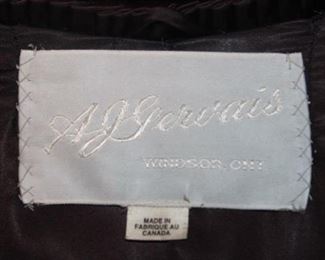 A.J. Gervais
WINDSOR, ONT
MADE IN
FABRIQUE AU
CANADA